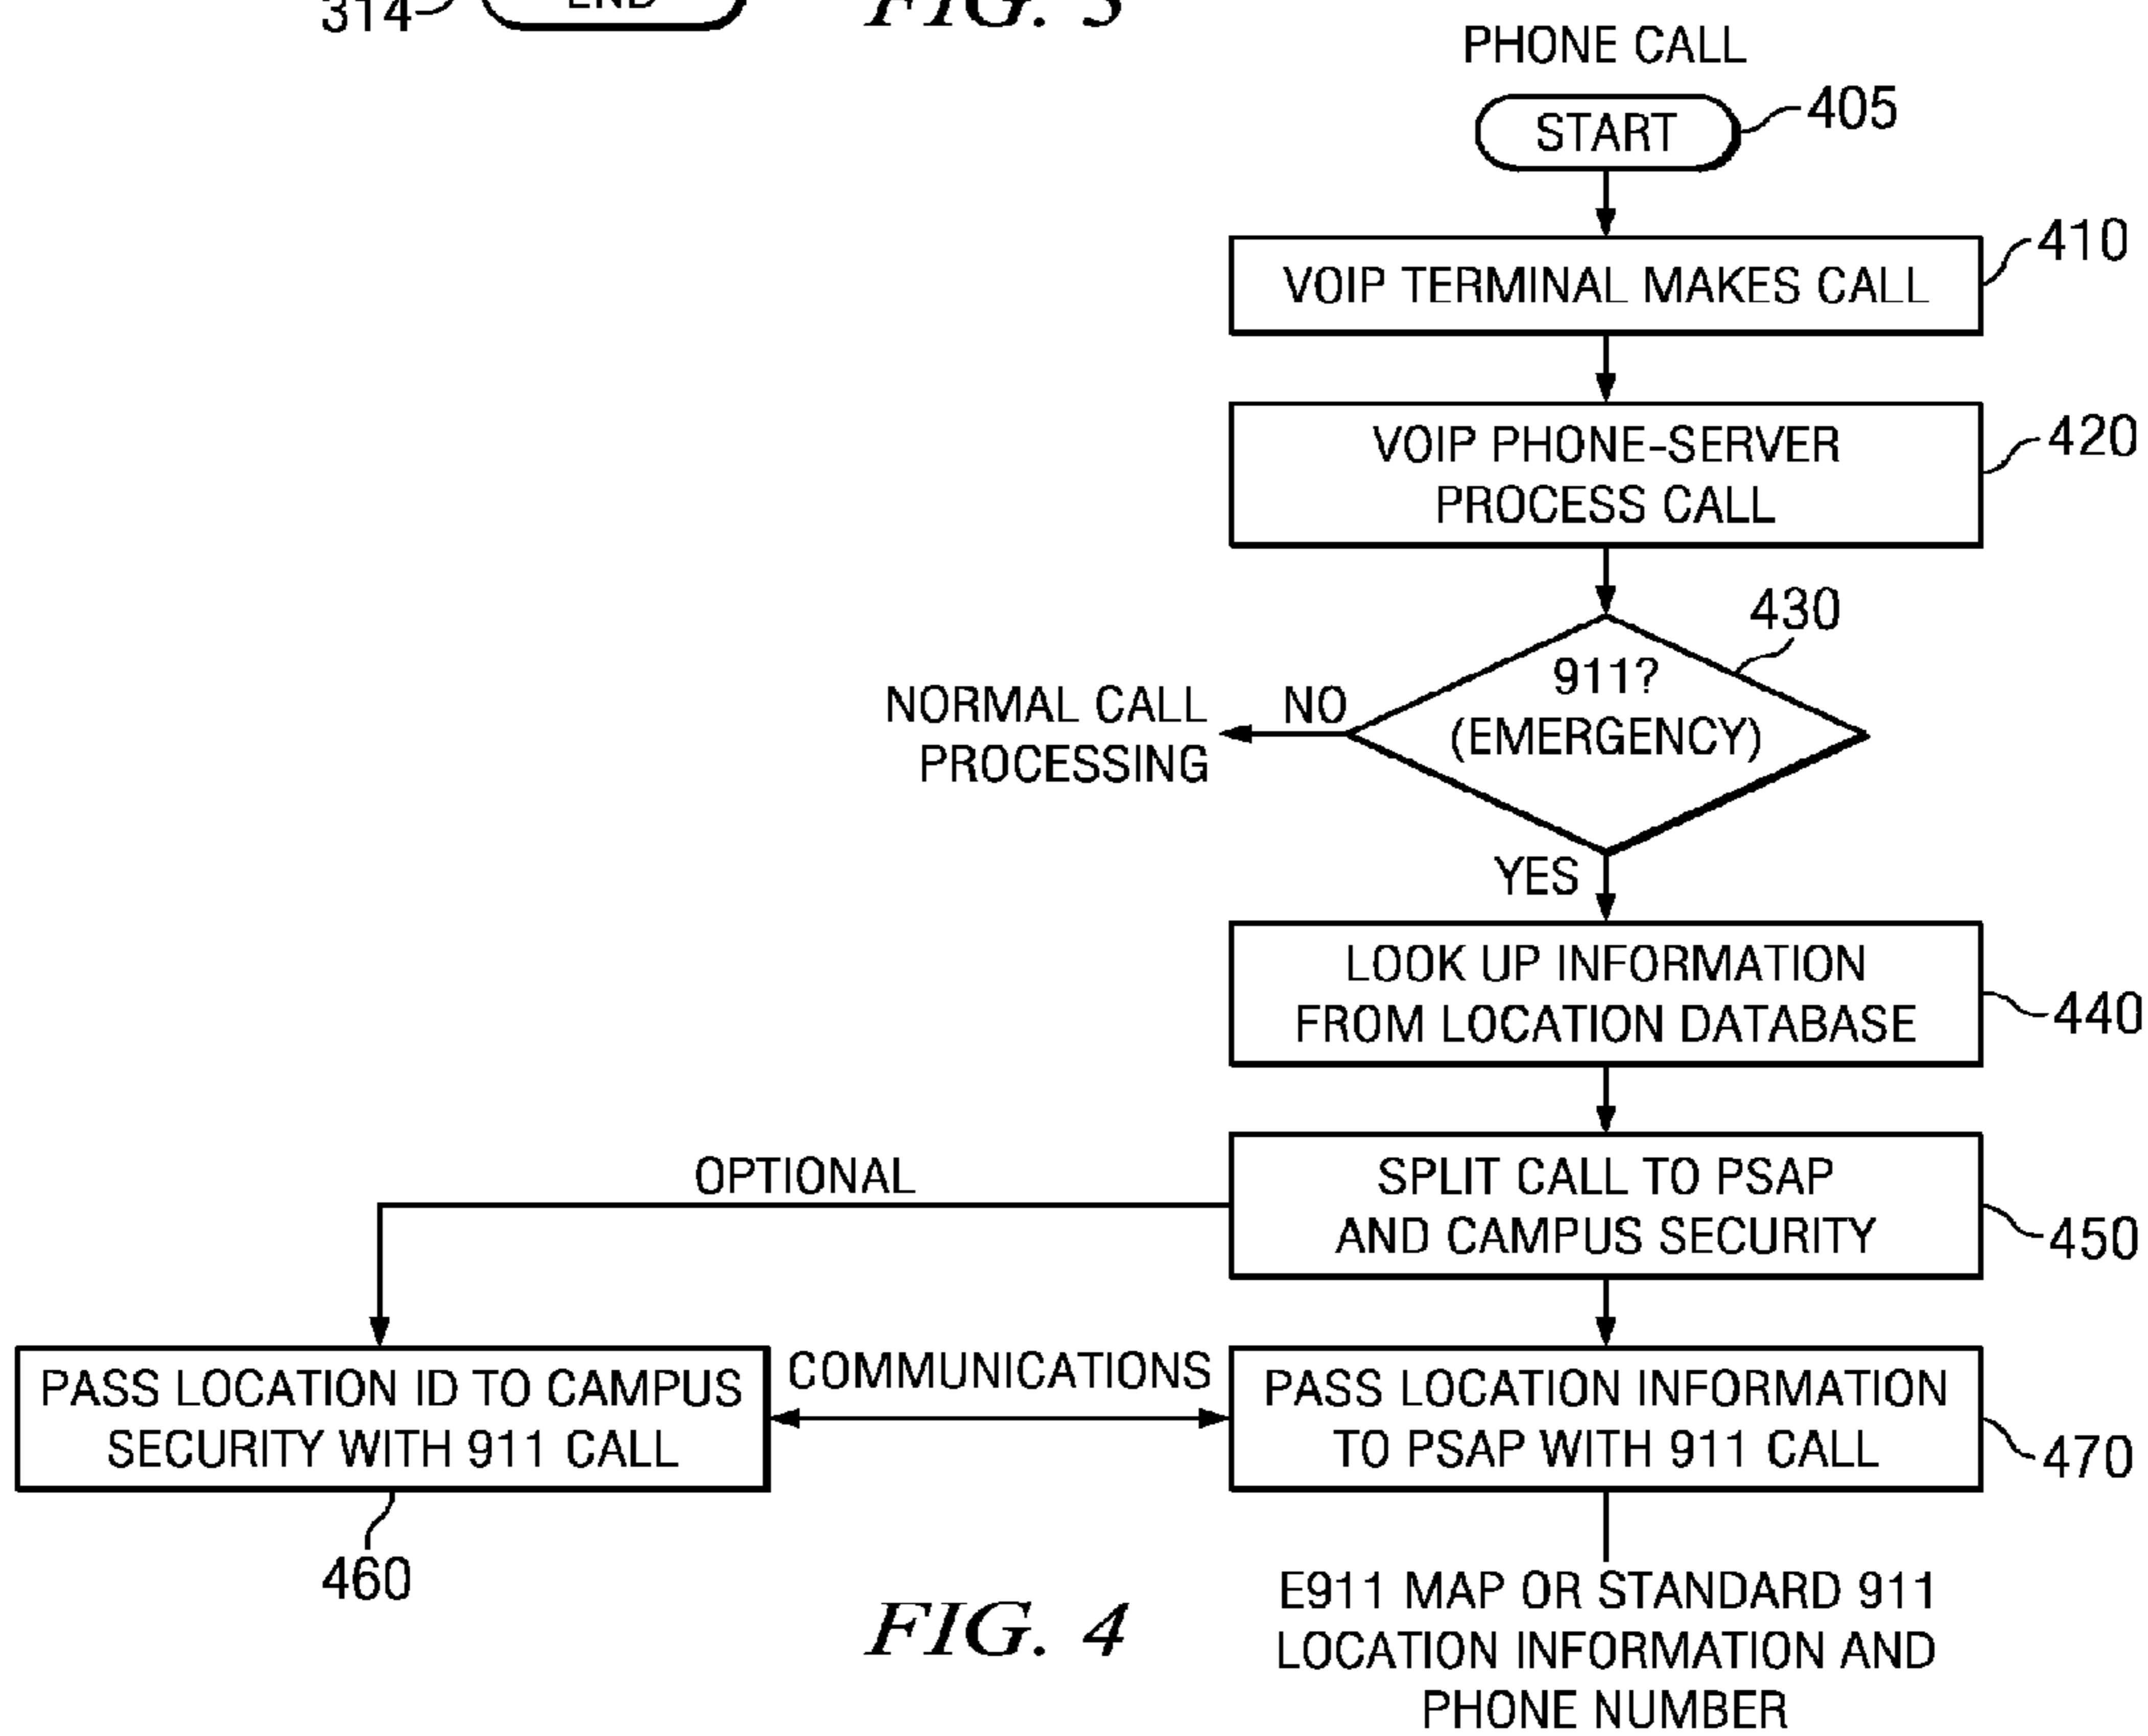 314
END
FIG. 3
PHONE CALL
START
405
VOIP TERMINAL MAKES CALL
410
VOIP PHONE-SERVER
PROCESS CALL
420
430
911?
(EMERGENCY)
NO
NORMAL CALL
PROCESSING
YES
LOOK UP INFORMATION
FROM LOCATION DATABASE
440
OPTIONAL
SPLIT CALL TO PSAP
AND CAMPUS SECURITY
450
PASS LOCATION ID TO CAMPUS
SECURITY WITH 911 CALL
460
COMMUNICATIONS
PASS LOCATION INFORMATION
TO PSAP WITH 911 CALL
470
E911 MAP OR STANDARD 911
LOCATION INFORMATION AND
PHONE NUMBER
FIG. 4